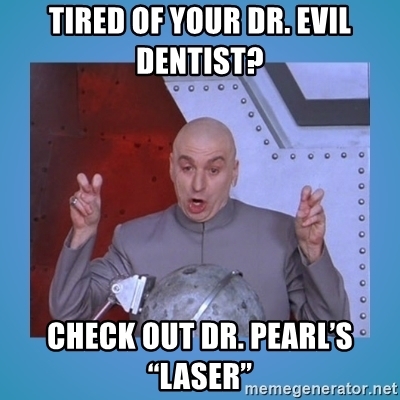 TIRED OF YOUR DR. EVIL
DENTIST?
CHECK OUT DR. PEARL'S
“LASER”
memegenerator.net